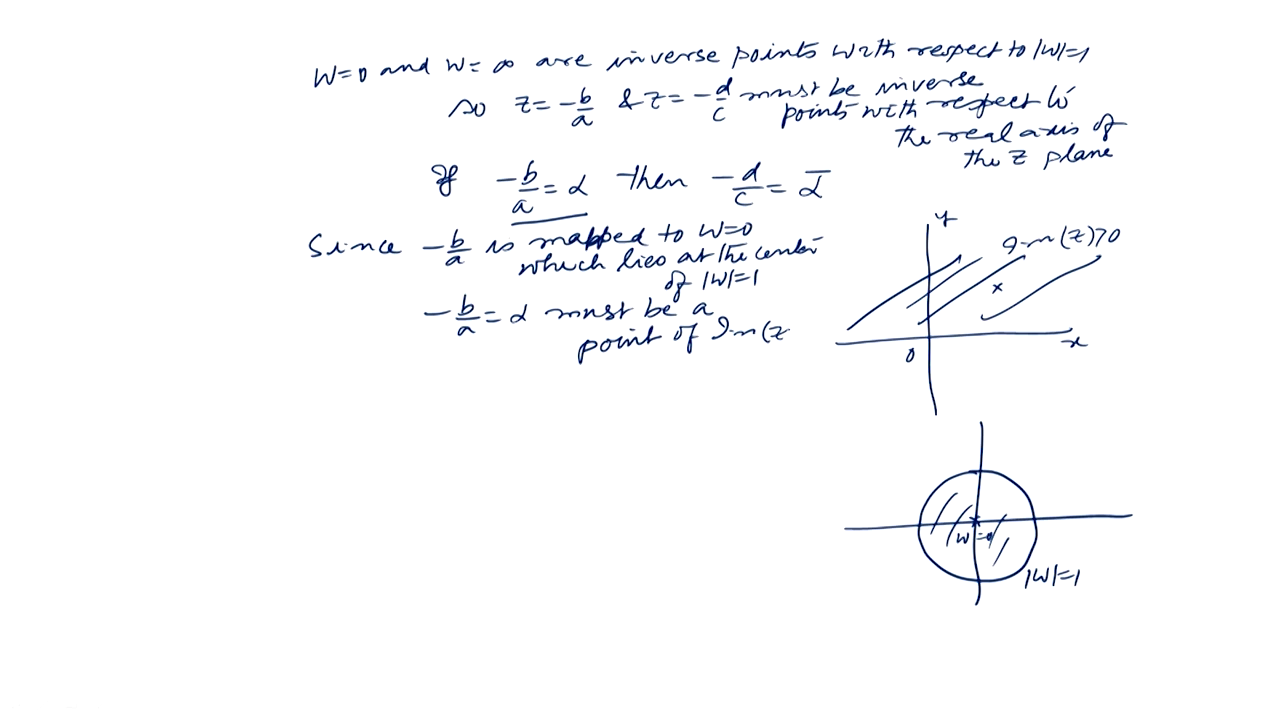 W=0 and W=∞ are inverse points with respect to |W|=1
so z=-b/a & z=-d/c must be inverse
points with respect to
the real axis of
the z plane
If -b/a=α then -d/c=ᾱ
Since -b/a is mapped to W=0
which lies at the center
of |W|=1
-b/a=α must be a
point of Im(z
y
Im(z)>0
x
0
x
W=0
|W|=1